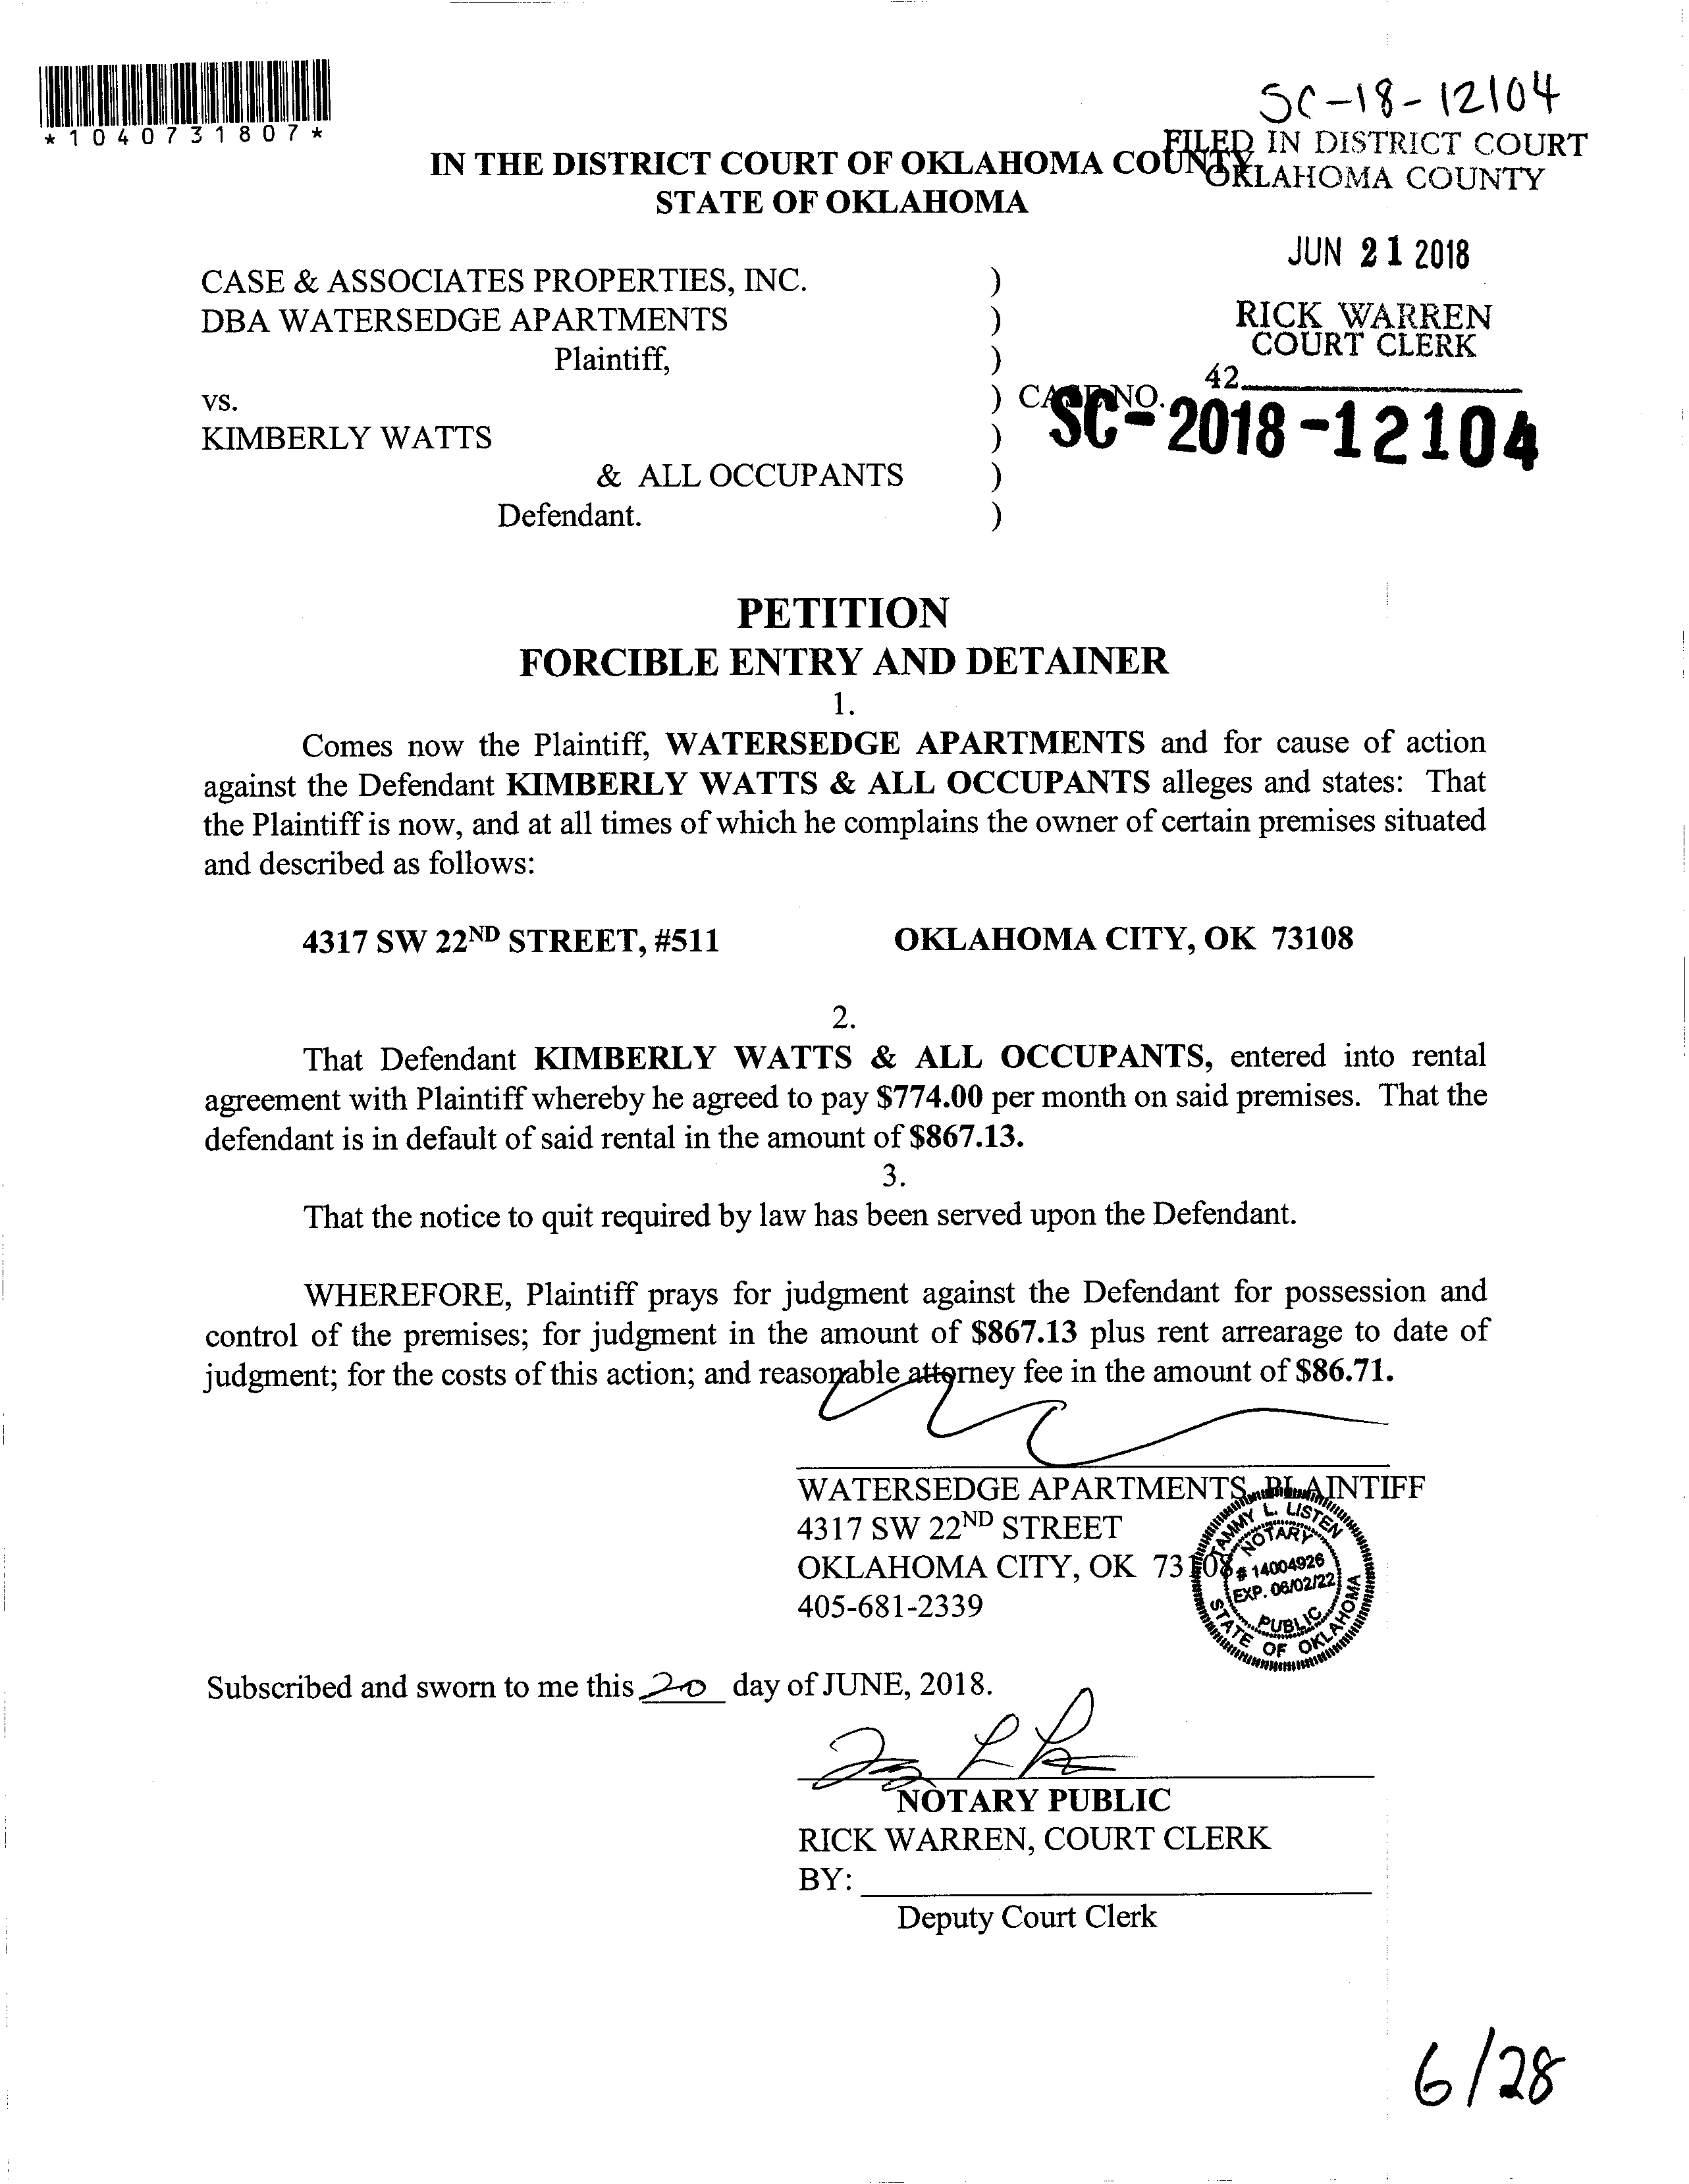 SC-18-12104
*1040731807*
FILED IN DISTRICT COURT
OKLAHOMA COUNTY
IN THE DISTRICT COURT OF OKLAHOMA COUNTY
STATE OF OKLAHOMA
JUN 21 2018
CASE & ASSOCIATES PROPERTIES, INC. )
DBA WATERSEDGE APARTMENTS )
Plaintiff, )
RICK WARREN
COURT CLERK
42
vs. ) CASE NO.
SC-2018-12104
KIMBERLY WATTS )
& ALL OCCUPANTS )
Defendant. )
PETITION
FORCIBLE ENTRY AND DETAINER
1.
Comes now the Plaintiff, WATERSEDGE APARTMENTS and for cause of action
against the Defendant KIMBERLY WATTS & ALL OCCUPANTS alleges and states: That
the Plaintiff is now, and at all times of which he complains the owner of certain premises situated
and described as follows:
4317 SW 22ND STREET, #511 OKLAHOMA CITY, OK 73108
2.
That Defendant KIMBERLY WATTS & ALL OCCUPANTS, entered into rental
agreement with Plaintiff whereby he agreed to pay $774.00 per month on said premises. That the
defendant is in default of said rental in the amount of $867.13.
3.
That the notice to quit required by law has been served upon the Defendant.
WHEREFORE, Plaintiff prays for judgment against the Defendant for possession and
control of the premises; for judgment in the amount of $867.13 plus rent arrearage to date of
judgment; for the costs of this action; and reasonable attorney fee in the amount of $86.71.
WATERSEDGE APARTMENTS, PLAINTIFF
4317 SW 22ND STREET
OKLAHOMA CITY, OK 73108
405-681-2339
TAMMY L. LISTEN
NOTARY
# 14004926
EXP. 06/02/22
PUBLIC
STATE OF OKLAHOMA
Subscribed and sworn to me this 20 day of JUNE, 2018.
NOTARY PUBLIC
RICK WARREN, COURT CLERK
BY:
Deputy Court Clerk
6/28